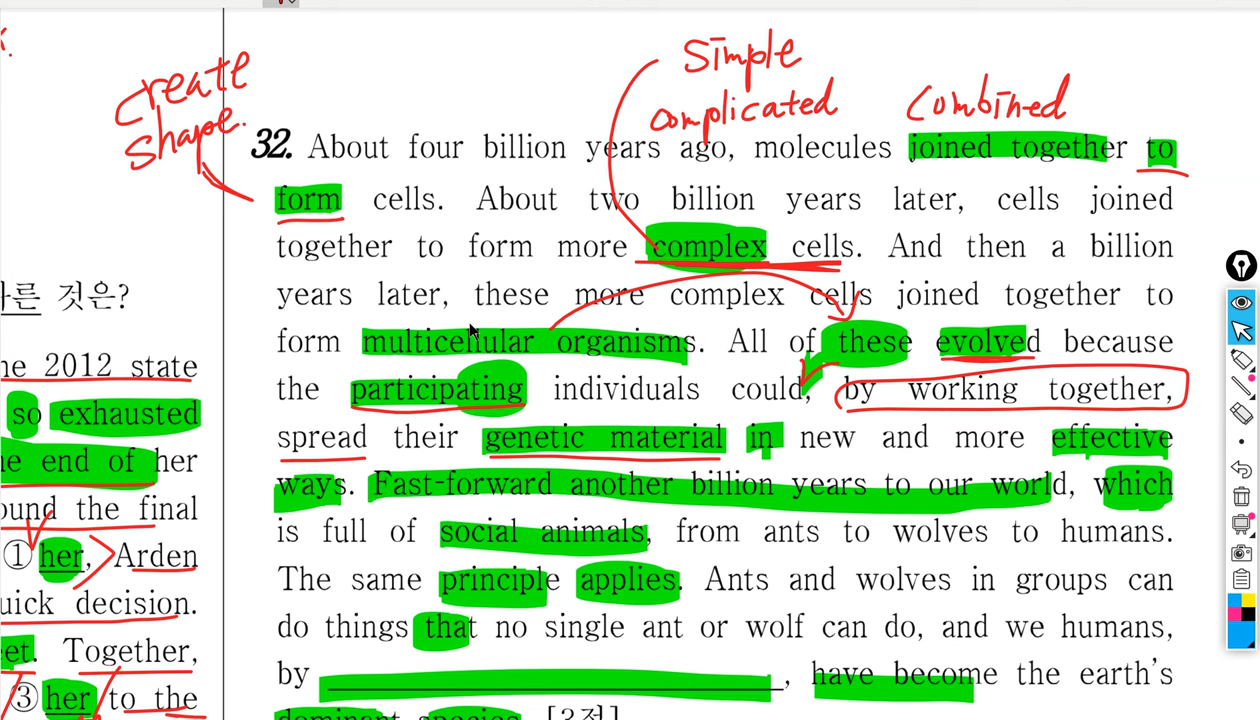 simple
complicated
combined
create
shape.
32. About four billion years ago, molecules joined together to
form cells. About two billion years later, cells joined
together to form more complex cells. And then a billion
years later, these more complex cells joined together to
form multicellular organisms. All of these evolved because
the participating individuals could, by working together,
spread their genetic material in new and more effective
ways. Fast-forward another billion years to our world, which
is full of social animals, from ants to wolves to humans.
The same principle applies. Ants and wolves in groups can
do things that no single ant or wolf can do, and we humans,
by ____________________, have become the earth's
dominant species. [3점]
것은?
2012 state
so exhausted
end of her
the final
① her, Arden
decision.
Together,
③ her to the